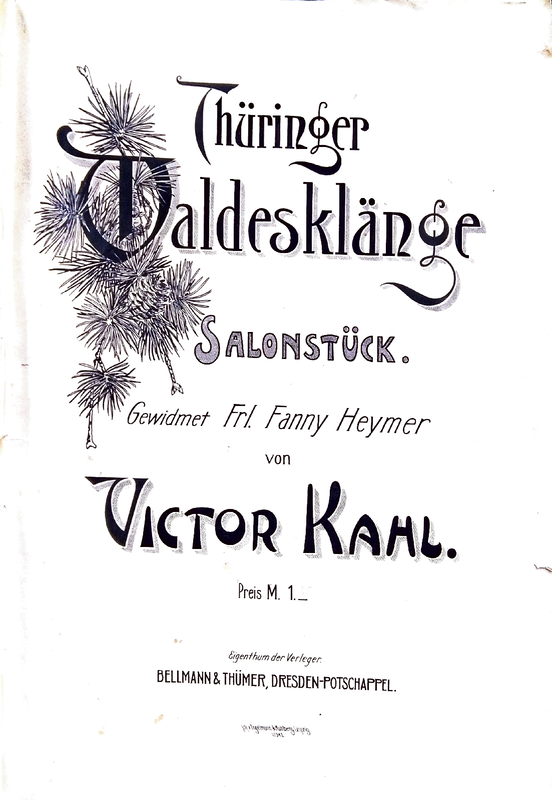 Thüringer
Waldesklänge
SALONSTÜCK.
Gewidmet Frl. Fanny Heymer
von
VICTOR KAHL.
Preis M. 1._
Eigenthum der Verleger.
BELLMANN & THÜMER, DRESDEN-POTSCHAPPEL.